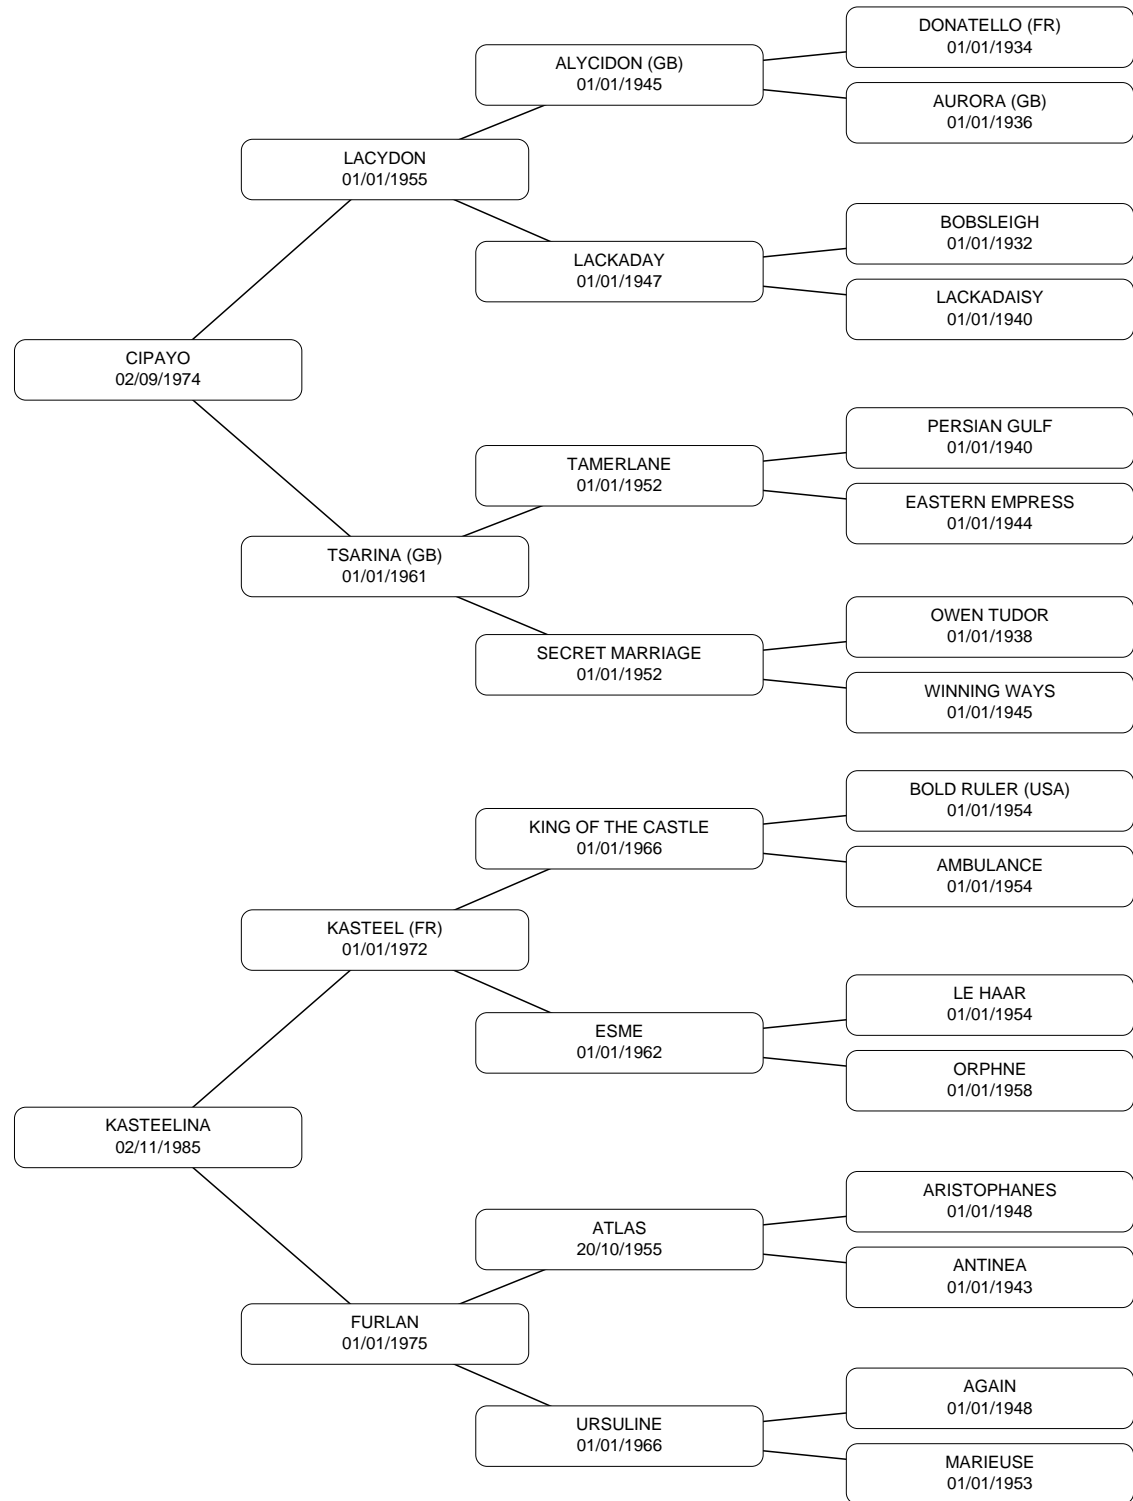 DONATELLO (FR)
01/01/1934
ALYCIDON (GB)
01/01/1945
AURORA (GB)
01/01/1936
LACYDON
01/01/1955
BOBSLEIGH
01/01/1932
LACKADAY
01/01/1947
LACKADAISY
01/01/1940
CIPAYO
02/09/1974
PERSIAN GULF
01/01/1940
TAMERLANE
01/01/1952
EASTERN EMPRESS
01/01/1944
TSARINA (GB)
01/01/1961
OWEN TUDOR
01/01/1938
SECRET MARRIAGE
01/01/1952
WINNING WAYS
01/01/1945
BOLD RULER (USA)
01/01/1954
KING OF THE CASTLE
01/01/1966
AMBULANCE
01/01/1954
KASTEEL (FR)
01/01/1972
LE HAAR
01/01/1954
ESME
01/01/1962
ORPHNE
01/01/1958
KASTEELINA
02/11/1985
ARISTOPHANES
01/01/1948
ATLAS
20/10/1955
ANTINEA
01/01/1943
FURLAN
01/01/1975
AGAIN
01/01/1948
URSULINE
01/01/1966
MARIEUSE
01/01/1953